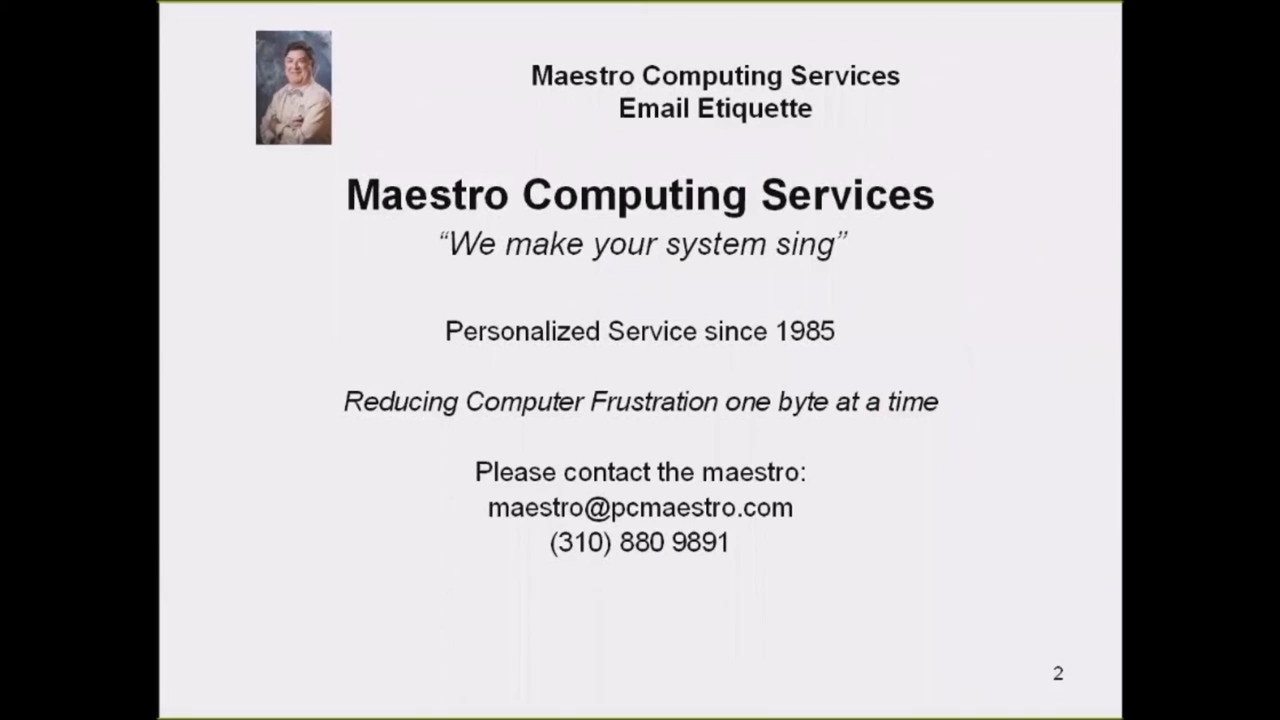 Maestro Computing Services
Email Etiquette
Maestro Computing Services
“We make your system sing”
Personalized Service since 1985
Reducing Computer Frustration one byte at a time
Please contact the maestro:
maestro@pcmaestro.com
(310) 880 9891
2